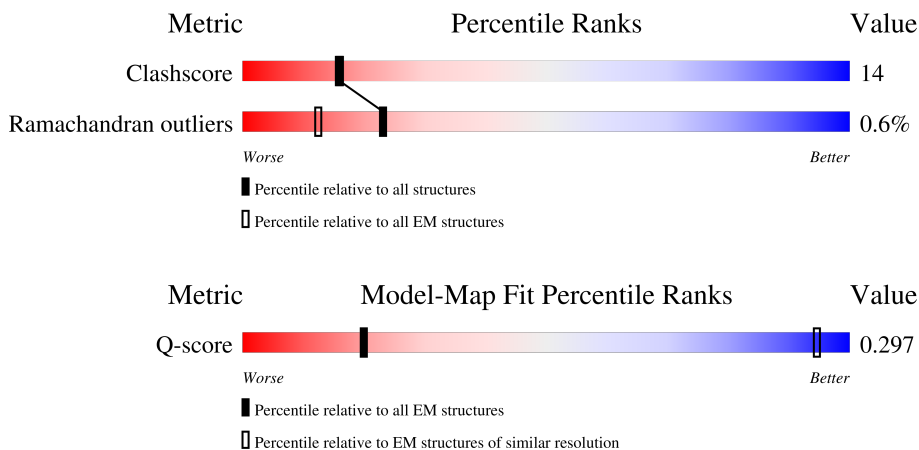 Metric Percentile Ranks Value
Clashscore 14
Ramachandran outliers 0.6%
Worse Better
Percentile relative to all structures
Percentile relative to all EM structures
Metric Model-Map Fit Percentile Ranks Value
Q-score 0.297
Worse Better
Percentile relative to all EM structures
Percentile relative to EM structures of similar resolution